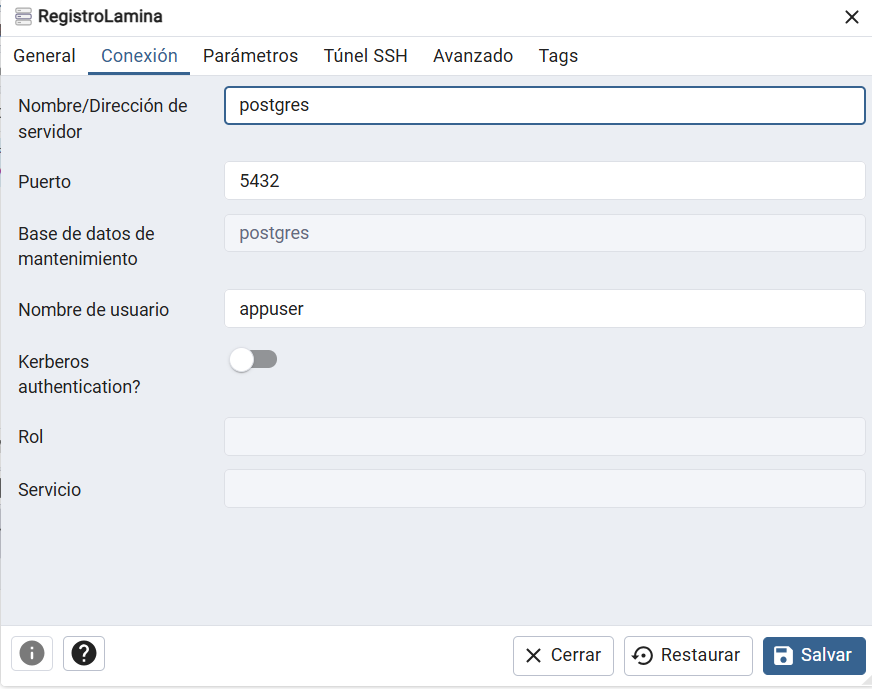 RegistroLamina
General Conexión Parámetros Túnel SSH Avanzado Tags
Nombre/Dirección de
servidor
postgres
Puerto
5432
Base de datos de
mantenimiento
postgres
Nombre de usuario
appuser
Kerberos
authentication?
Rol
Servicio
Cerrar Restaurar Salvar